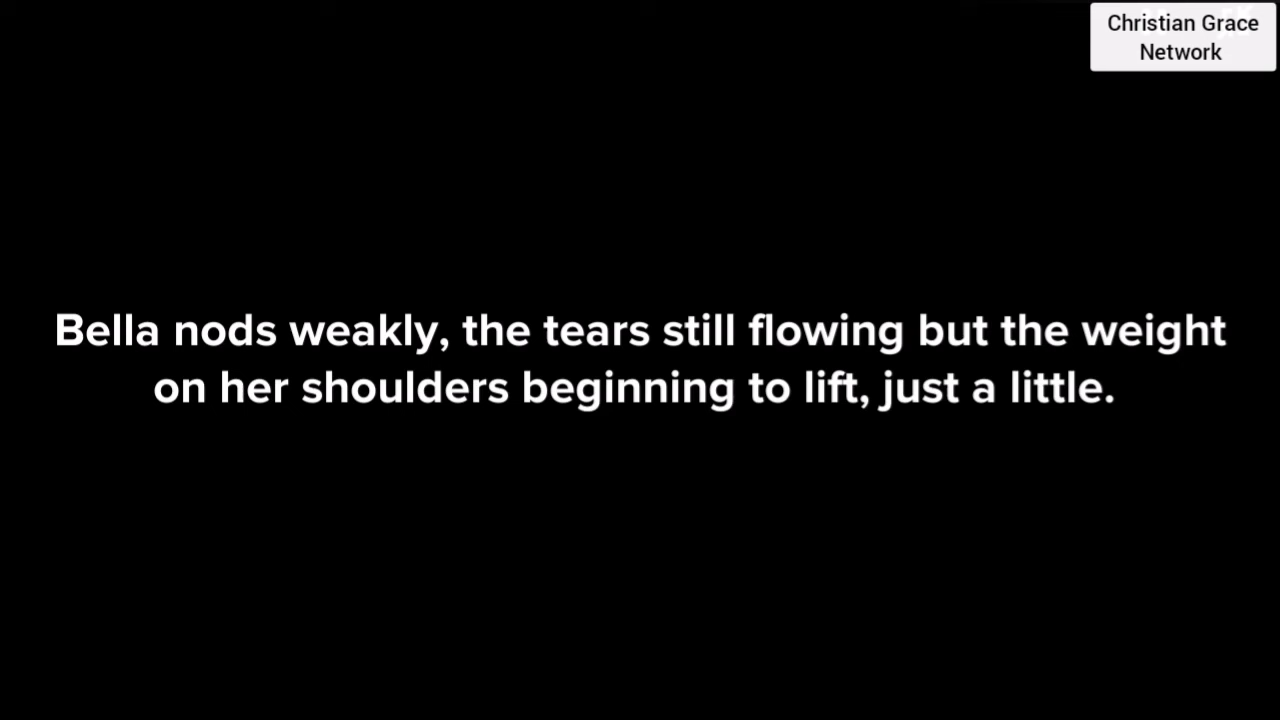 Christian Grace
Network
Bella nods weakly, the tears still flowing but the weight
on her shoulders beginning to lift, just a little.